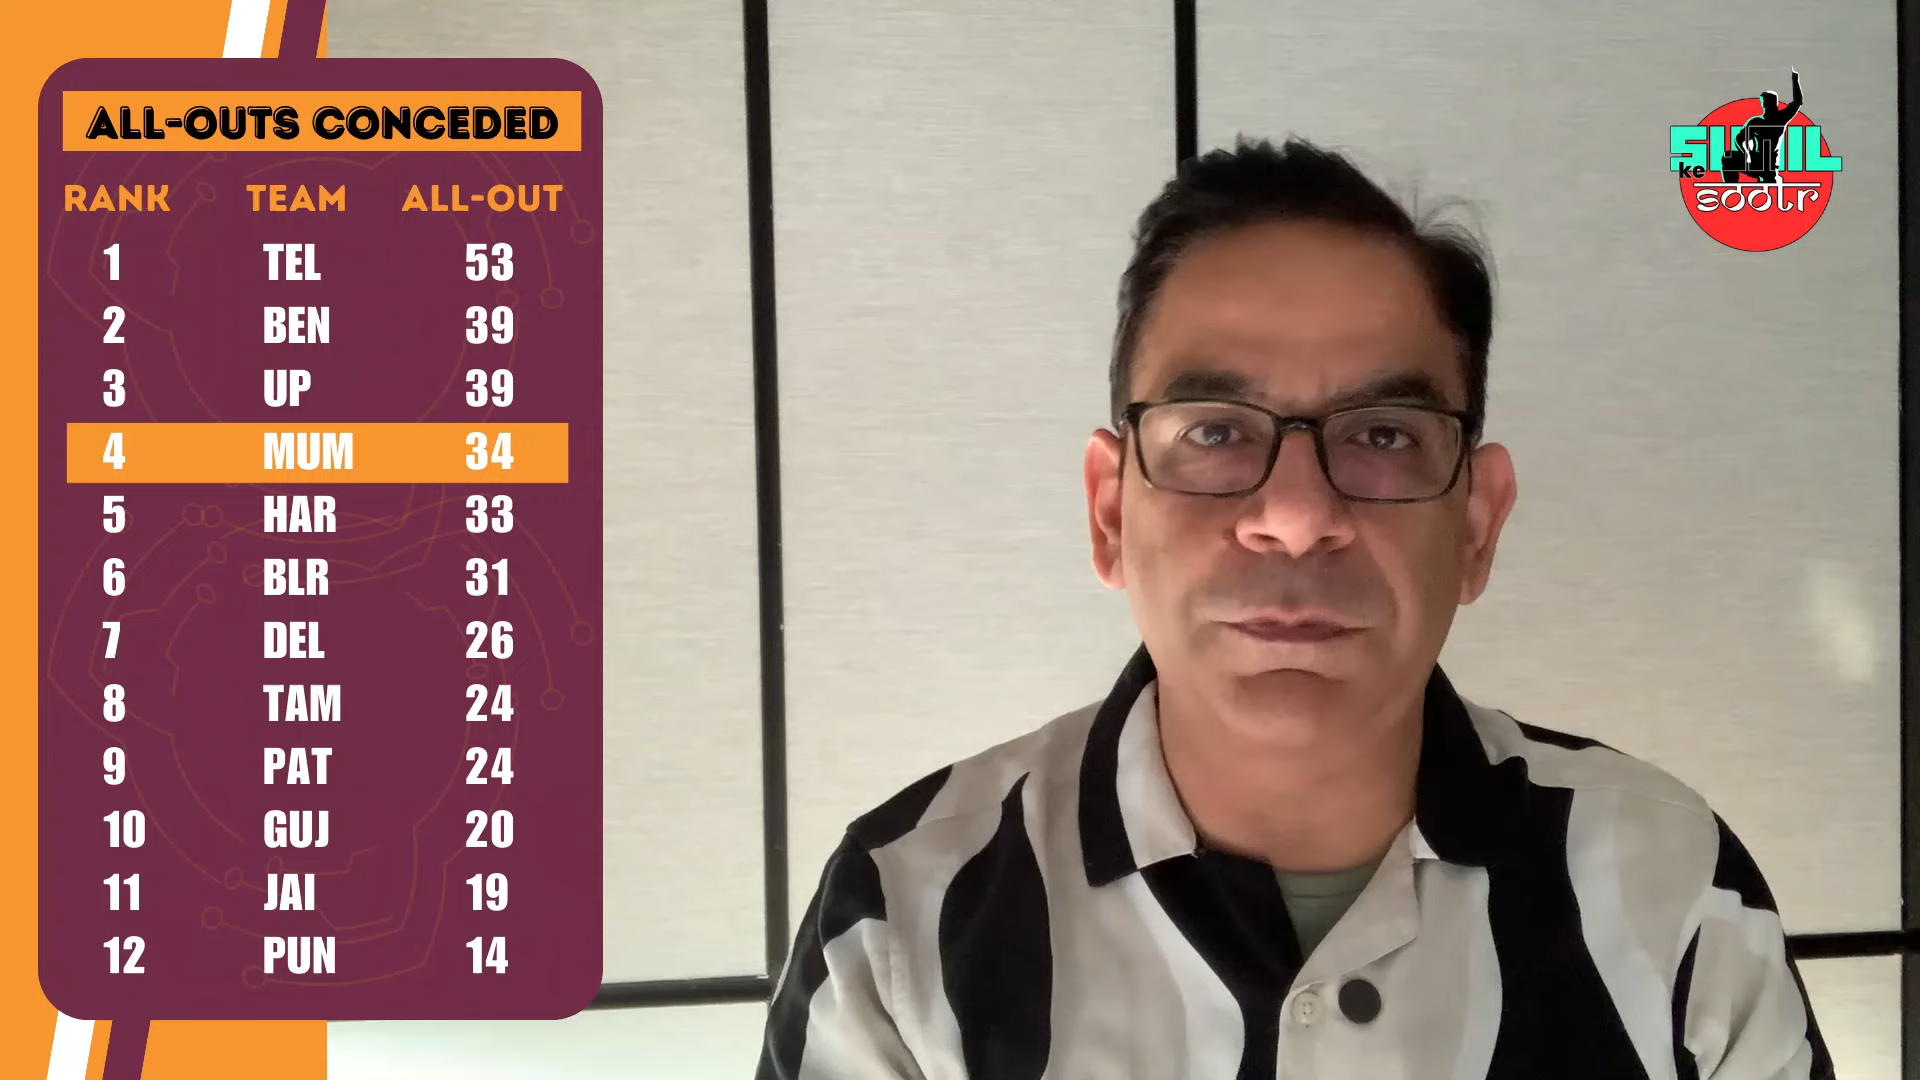 ALL-OUTS CONCEDED
RANK TEAM ALL-OUT
1 TEL 53
2 BEN 39
3 UP 39
4 MUM 34
5 HAR 33
6 BLR 31
7 DEL 26
8 TAM 24
9 PAT 24
10 GUJ 20
11 JAI 19
12 PUN 14
SUNIL
ke
sootr